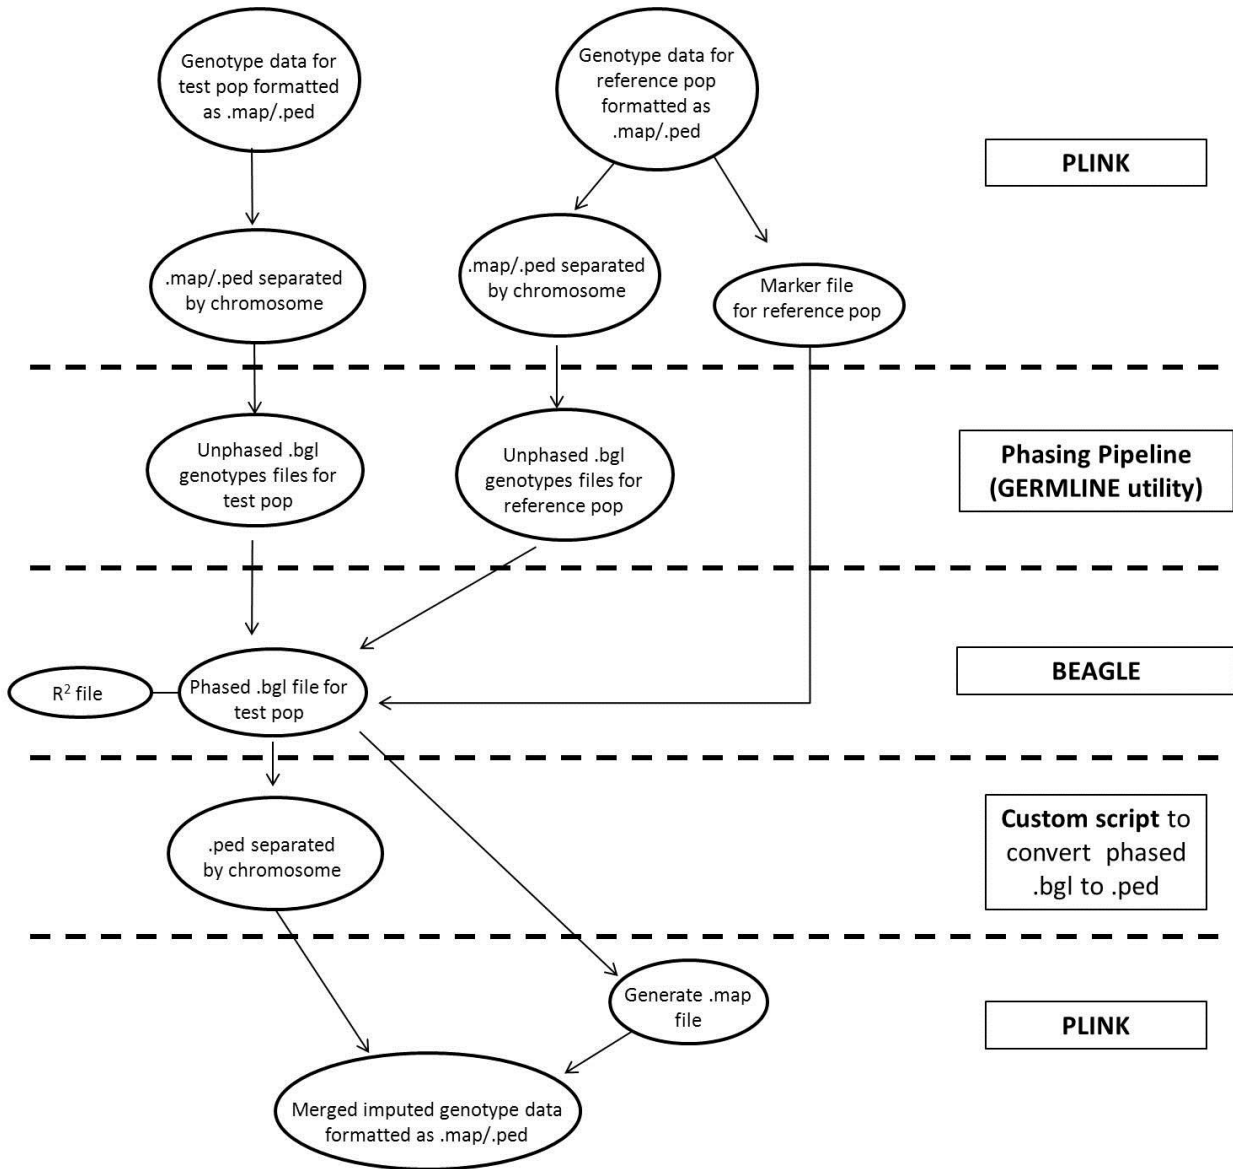 Genotype data for
test pop formatted
as .map/.ped
Genotype data for
reference pop
formatted as
.map/.ped
PLINK
.map/.ped separated
by chromosome
.map/.ped separated
by chromosome
Marker file
for reference pop
Unphased .bgl
genotypes files for
test pop
Unphased .bgl
genotypes files for
reference pop
Phasing Pipeline
(GERMLINE utility)
R² file
Phased .bgl file for
test pop
BEAGLE
.ped separated
by chromosome
Custom script to
convert phased
.bgl to .ped
Generate .map
file
PLINK
Merged imputed genotype data
formatted as .map/.ped